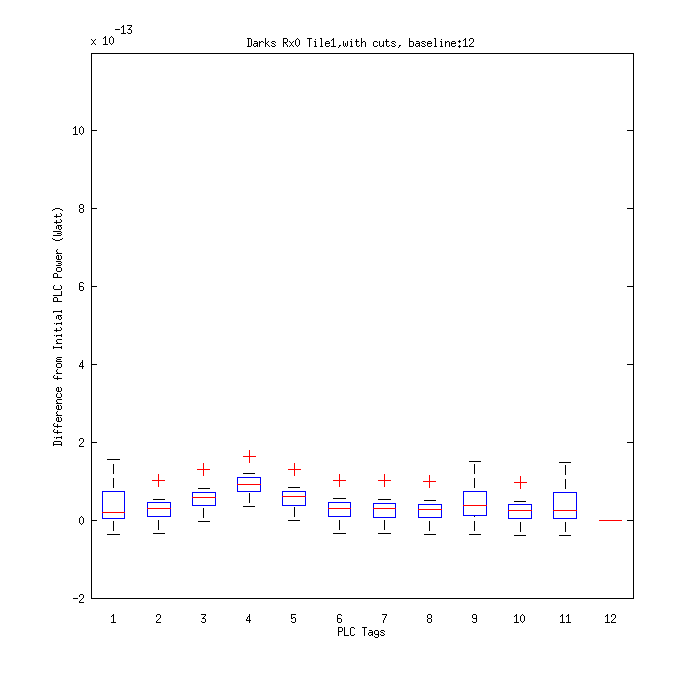 x 10^-13
Darks Rx0 Tile1,with cuts, baseline:12
Difference from Initial PLC Power (Watt)
10
8
6
4
2
0
-2
1 2 3 4 5 6 7 8 9 10 11 12
PLC Tags